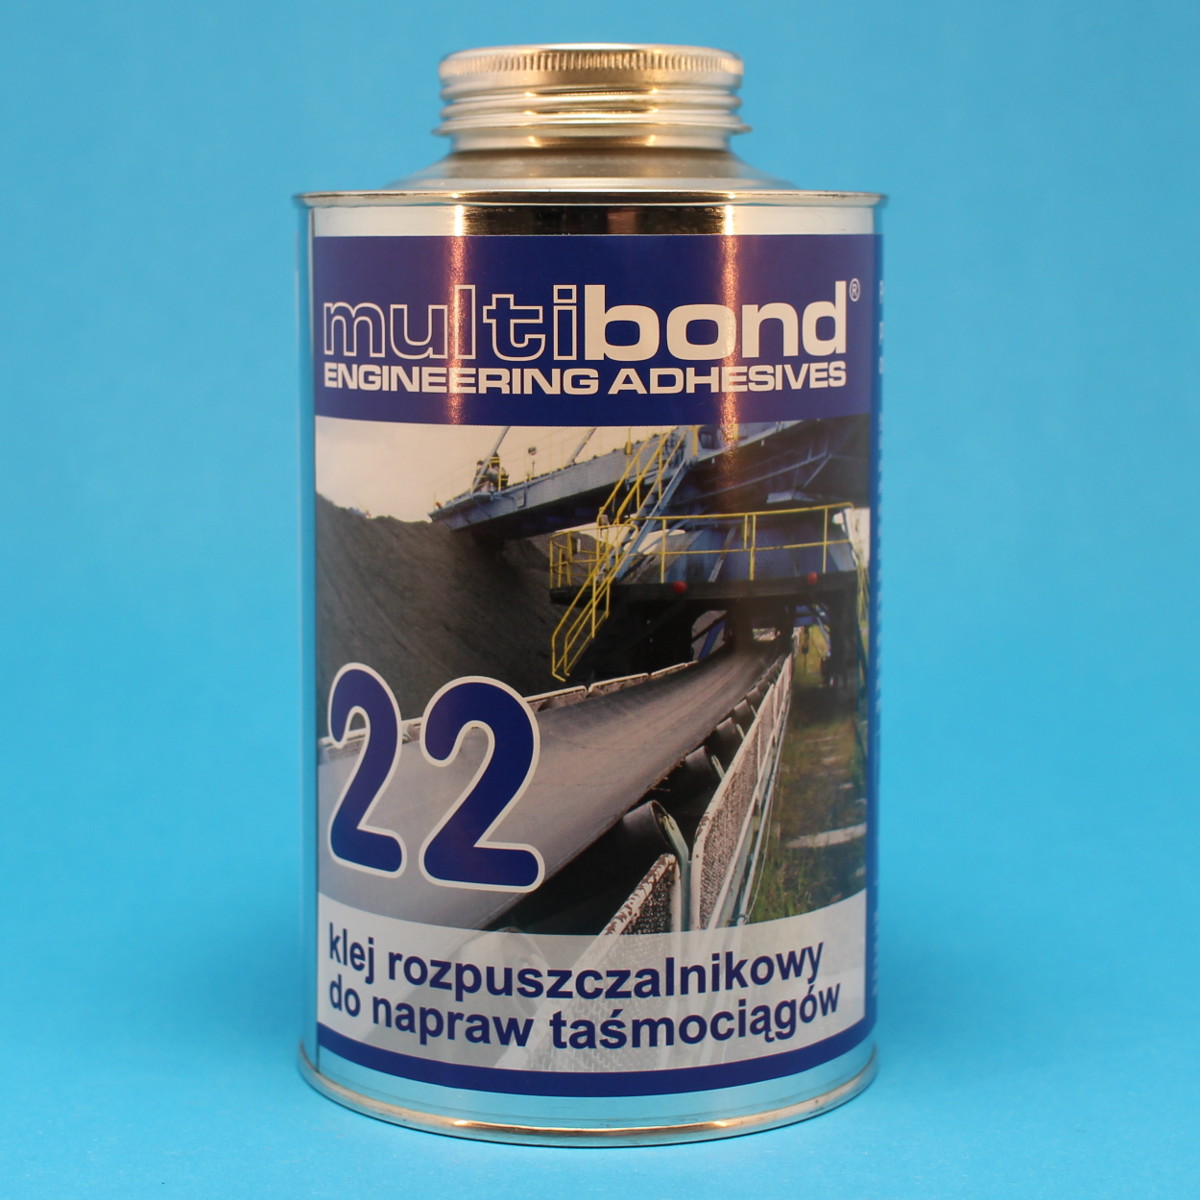 multibond®
ENGINEERING ADHESIVES
22
klej rozpuszczalnikowy
do napraw taśmociągów